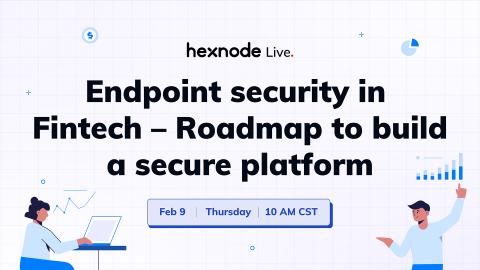 hexnode Live.
Endpoint security in
Fintech – Roadmap to build
a secure platform
Feb 9 | Thursday | 10 AM CST
$